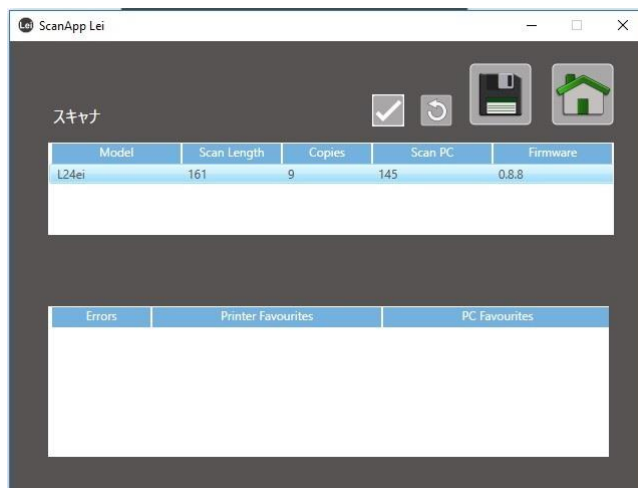 Lei ScanApp Lei
スキャナ
Model Scan Length Copies Scan PC Firmware
L24ei 161 9 145 0.8.8
Errors Printer Favourites PC Favourites